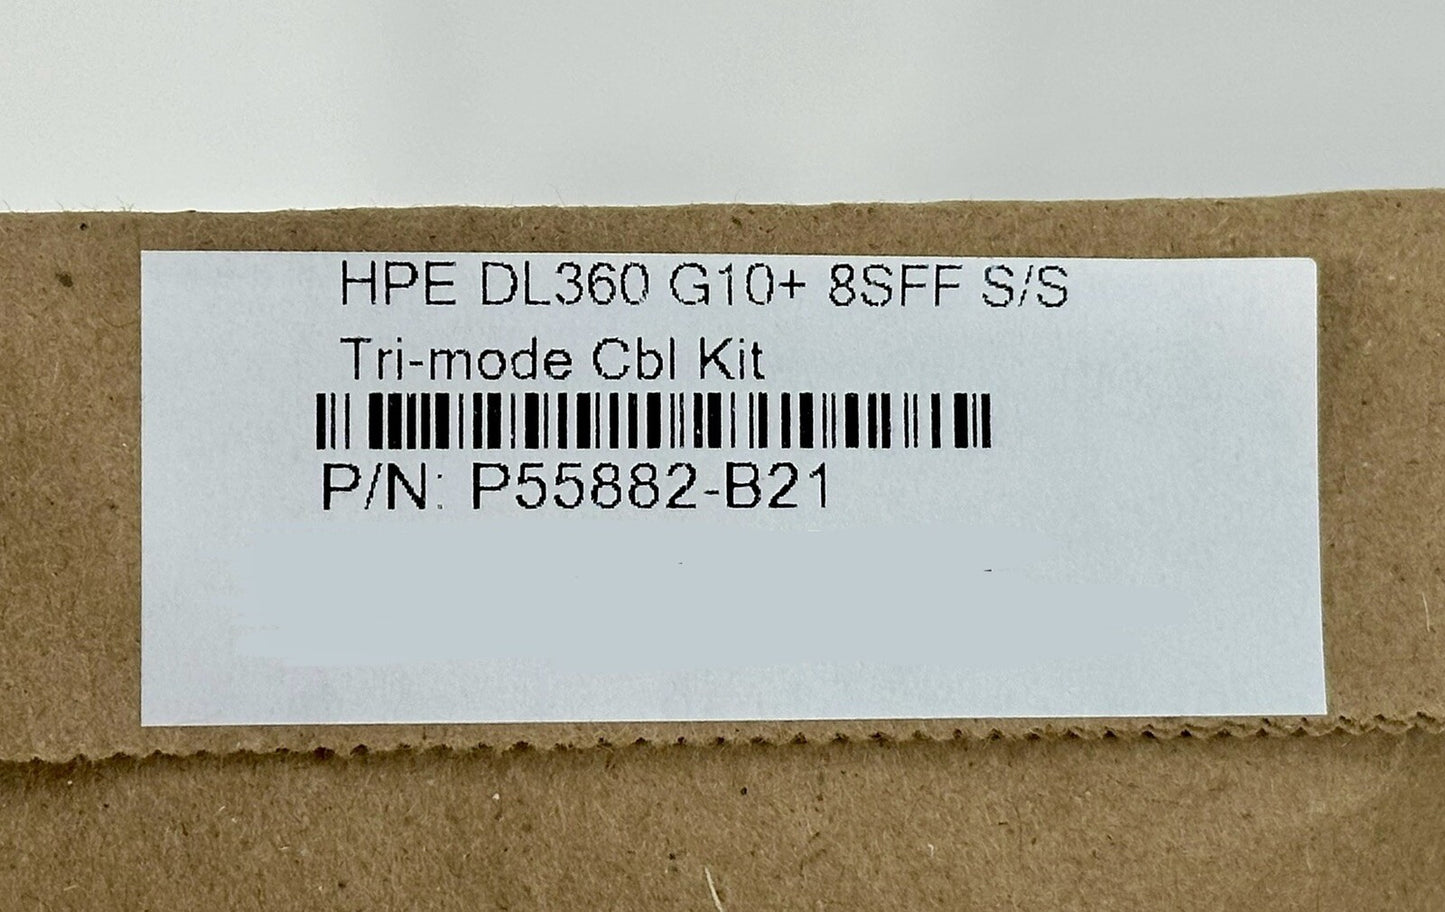 HPE DL360 G10+ 8SFF S/S
Tri-mode Cbl Kit
P/N: P55882-B21